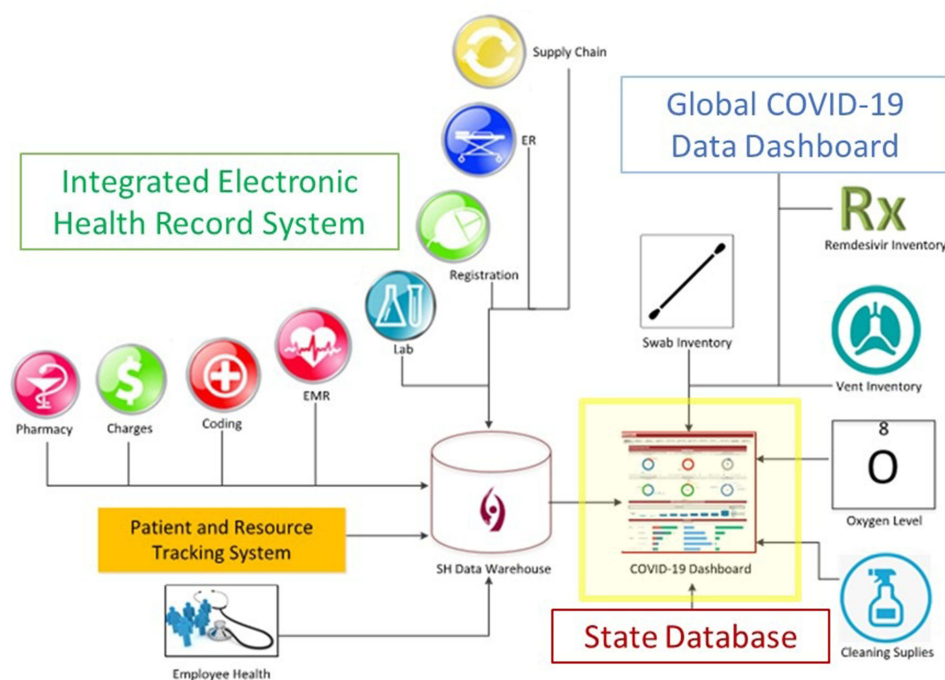 Supply Chain
Global COVID-19
Data Dashboard
ER
Integrated Electronic
Health Record System
Rx
Remdesivir Inventory
Registration
Swab Inventory
Lab
Vent Inventory
EMR
$
Pharmacy
Charges
Coding
8
O
Oxygen Level
Patient and Resource
Tracking System
SH Data Warehouse
COVID-19 Dashboard
State Database
Cleaning Suplies
Employee Health